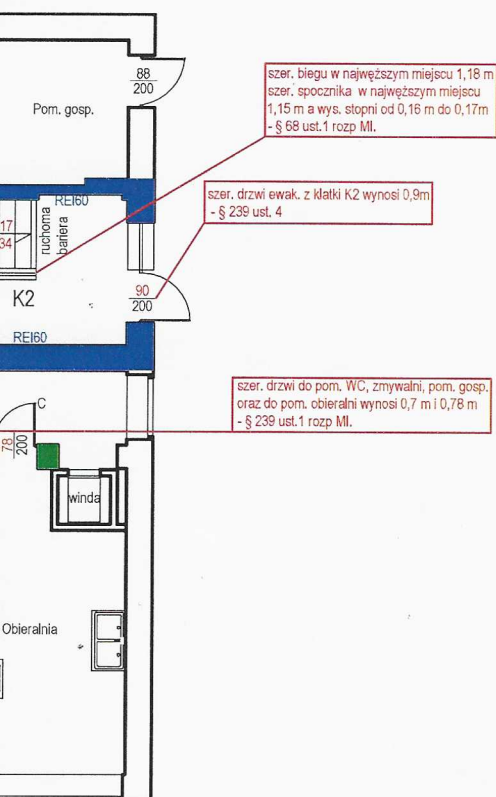 88
200
Pom. gosp.
szer. biegu w najwęższym miejscu 1,18 m
szer. spocznika w najwęższym miejscu
1,15 m a wys. stopni od 0,16 m do 0,17m
- § 68 ust.1 rozp MI.
REI60
17
34
ruchoma
bariera
szer. drzwi ewak. z klatki K2 wynosi 0,9m
- § 239 ust. 4
K2
90
200
REI60
szer. drzwi do pom. WC, zmywalni, pom. gosp.
oraz do pom. obieralni wynosi 0,7 m i 0,78 m
- § 239 ust.1 rozp MI.
C
78
200
winda
Obieralnia